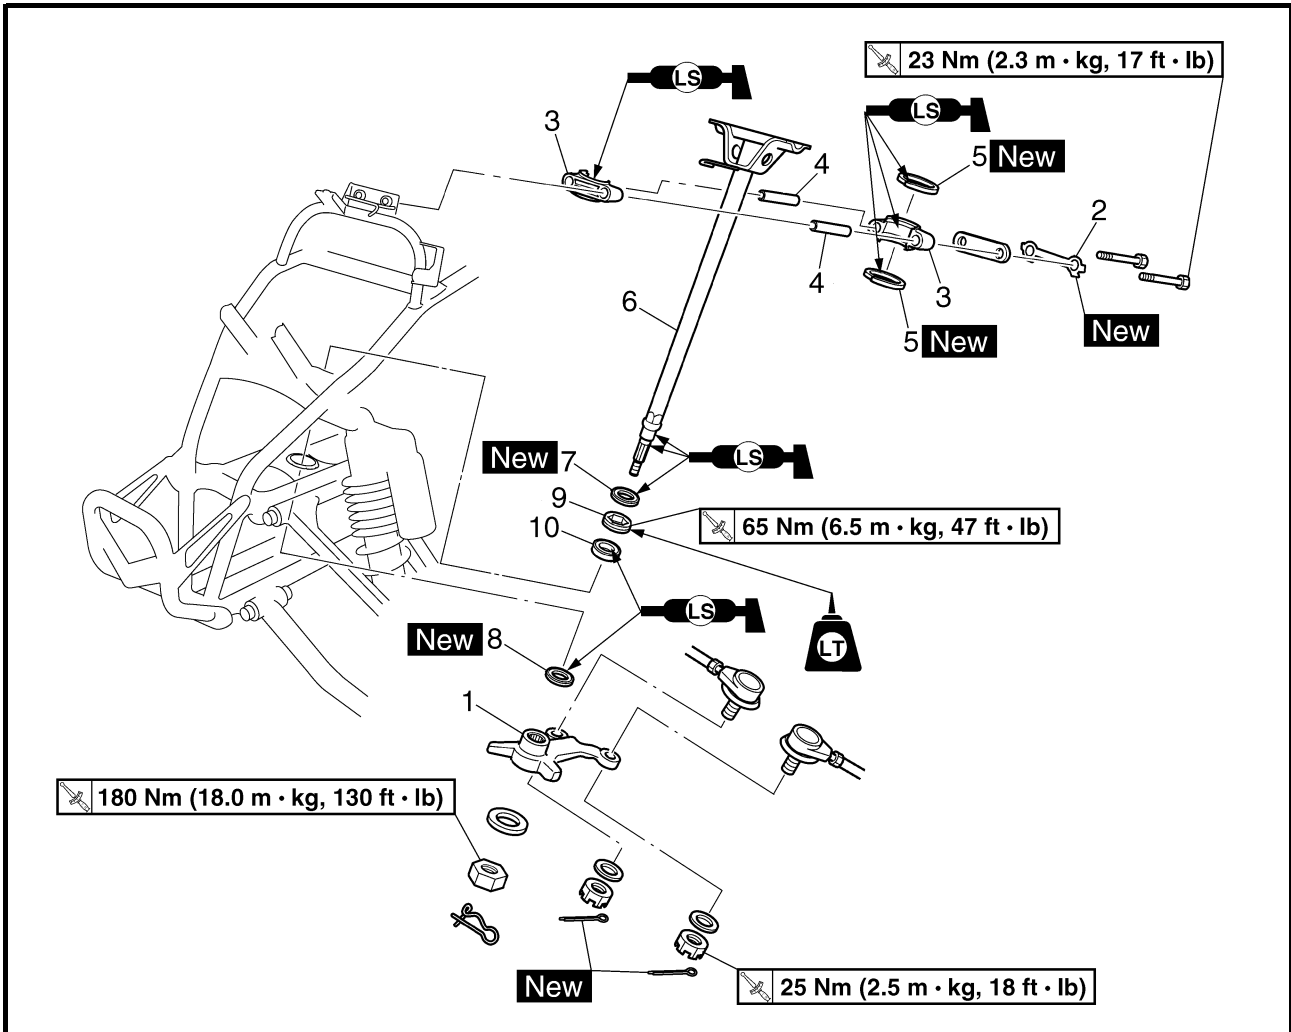 23 Nm (2.3 m • kg, 17 ft • lb)
LS
LS
3
5 New
4
2
4
3
6
New
5 New
New 7
LS
9
65 Nm (6.5 m • kg, 47 ft • lb)
10
LS
New 8
LT
1
180 Nm (18.0 m • kg, 130 ft • lb)
New
25 Nm (2.5 m • kg, 18 ft • lb)